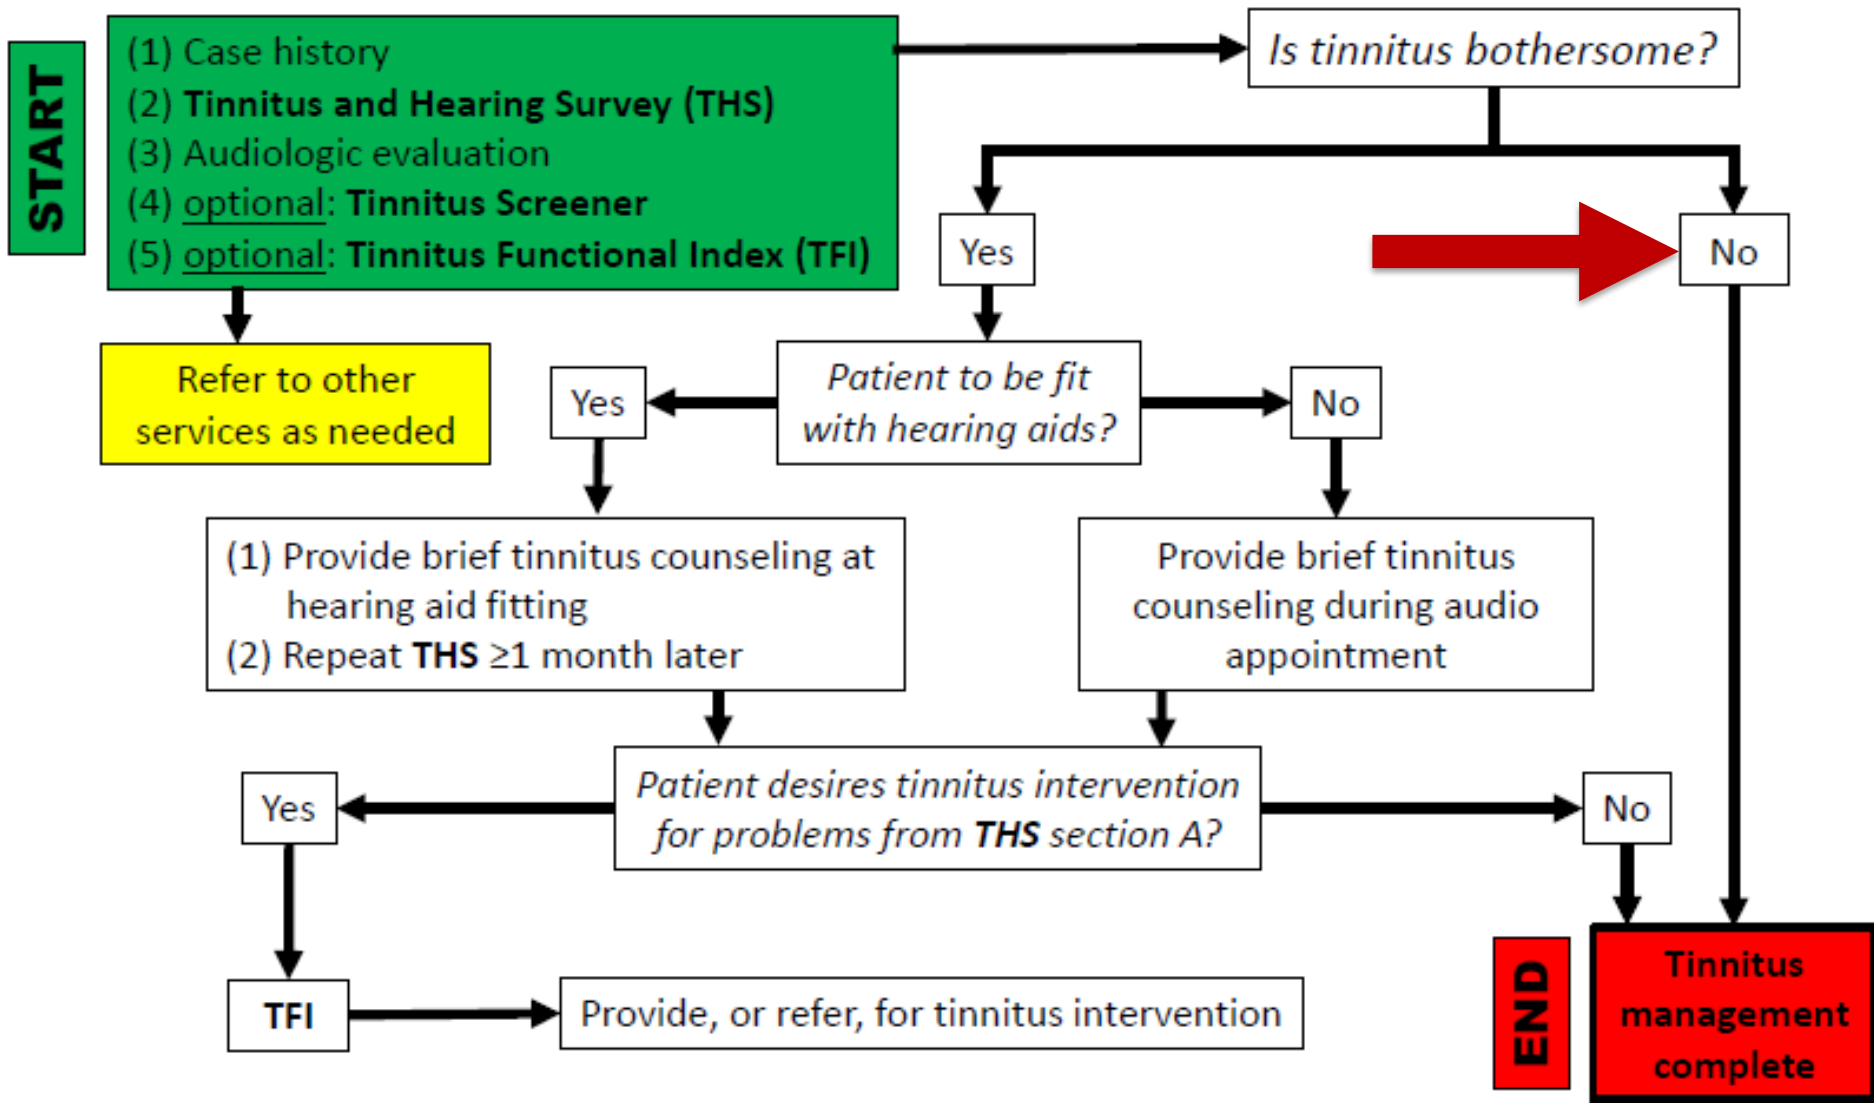 START
(1) Case history
(2) Tinnitus and Hearing Survey (THS)
(3) Audiologic evaluation
(4) optional: Tinnitus Screener
(5) optional: Tinnitus Functional Index (TFI)
Is tinnitus bothersome?
Yes
No
Refer to other
services as needed
Yes
Patient to be fit
with hearing aids?
No
(1) Provide brief tinnitus counseling at
hearing aid fitting
(2) Repeat THS ≥1 month later
Provide brief tinnitus
counseling during audio
appointment
Yes
Patient desires tinnitus intervention
for problems from THS section A?
No
TFI
Provide, or refer, for tinnitus intervention
END
Tinnitus
management
complete